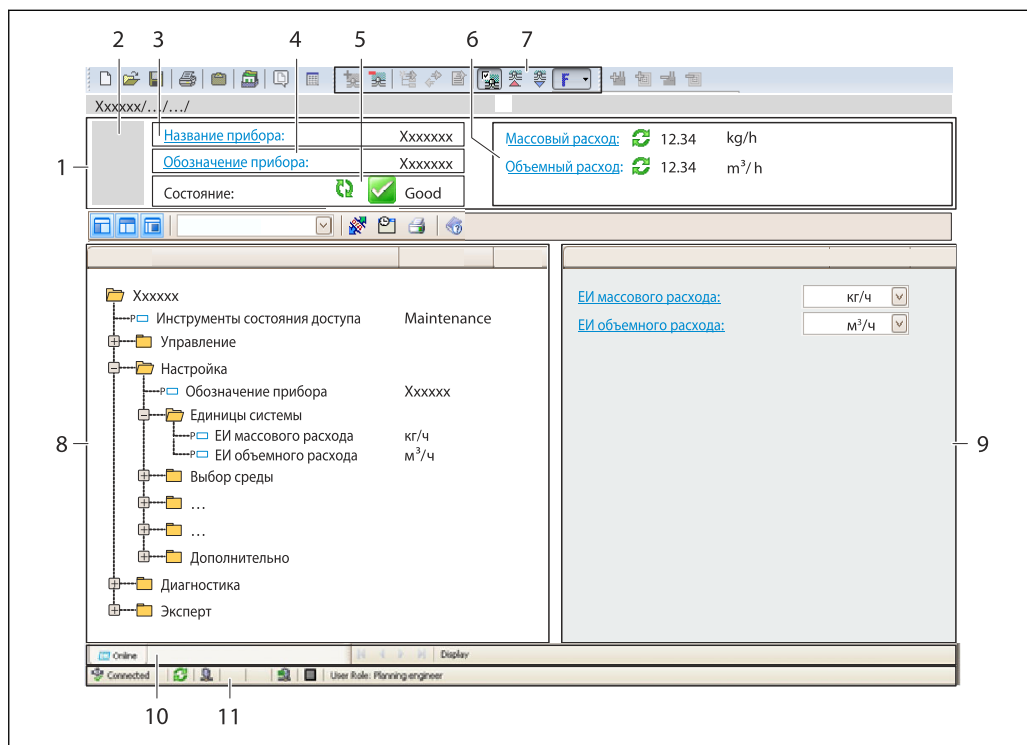 2 3 4 5 6 7
F
Xxxxxx/.../.../
1
Название прибора: Xxxxxxx
Обозначение прибора: Xxxxxxx
Состояние: Good
Массовый расход: 12.34 kg/h
Объемный расход: 12.34 m³/h
Xxxxxx
P Инструменты состояния доступа Maintenance
Управление
Настройка
P Обозначение прибора Xxxxxx
Единицы системы
P ЕИ массового расхода кг/ч
P ЕИ объемного расхода м³/ч
Выбор среды
...
...
Дополнительно
Диагностика
Эксперт
8
ЕИ массового расхода: кг/ч
ЕИ объемного расхода: м³/ч
9
Online Display
Connected User Role: Planning engineer
10 11